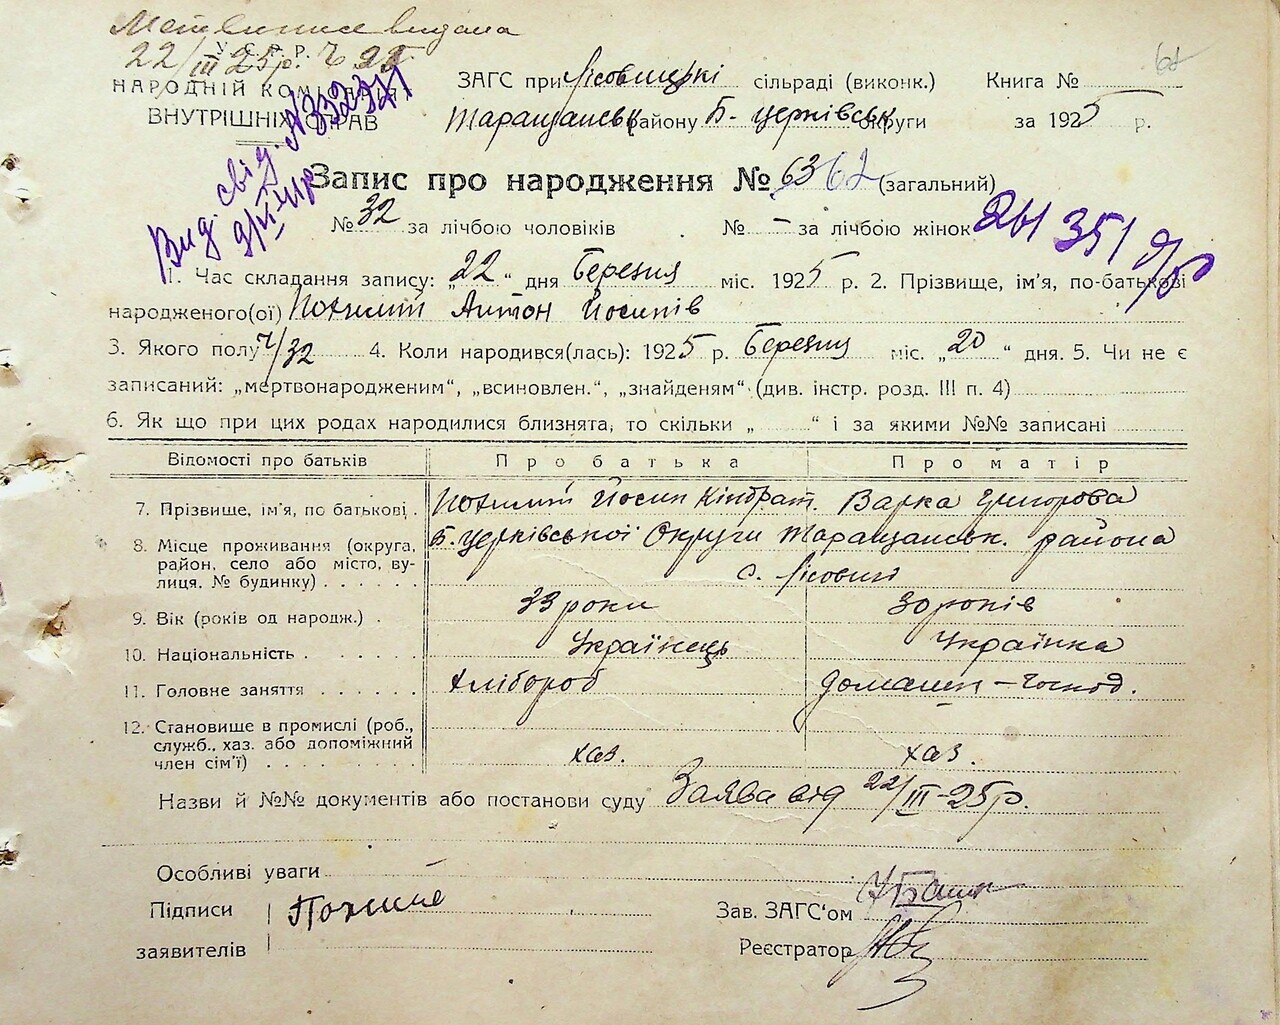 видана
22/III 25р.
У.С.Р.Р.
НАРОДНІЙ КОМІСАРІЯТ
ВНУТРІШНІХ СПРАВ
Вид. свід. №
ЗАГС при сільраді (виконк.) Книга №
Таращанськ району Б-Церківськ округи за 1925 р.
Запис про народження № 63 62 (загальний)
№ 32 за лічбою чоловіків № - за лічбою жінок
1. Час складання запису: „22“ дня Березня міс. 1925 р. 2. Прізвище, ім'я, по-батькові
народженого(ої) Похилий Антон Йосипів
3. Якого полу ч/32 4. Коли народився(лась): 1925 р. Березня міс. „20“ дня. 5. Чи не є
записаний: „мертвонародженим“, „всиновлен.“, „знайденям“ (див. інстр. розд. III п. 4)
6. Як що при цих родах народилися близнята, то скільки „ “ і за якими №№ записані
Відомості про батьків Про батька Про матір
7. Прізвище, ім'я, по батькові. Похилий Йосип Кіндрат. Варка Григорова
8. Місце проживання (округа, район, село або місто, вулиця, № будинку) Б. Церківської Округи Таращанськ. района
с. Лісовичі
9. Вік (років од народж.) 33 роки 30 років
10. Національність Українець Українка
11. Головне заняття Хлібороб домашн - господ.
12. Становище в промислі (роб.,
служб., хаз. або допоміжний
член сім'ї) хаз. хаз.
Назви й №№ документів або постанови суду Заява від 22/III-25р.
Особливі уваги -
Підписи Похилий Зав. ЗАГС'ом
заявителів Реєстратор